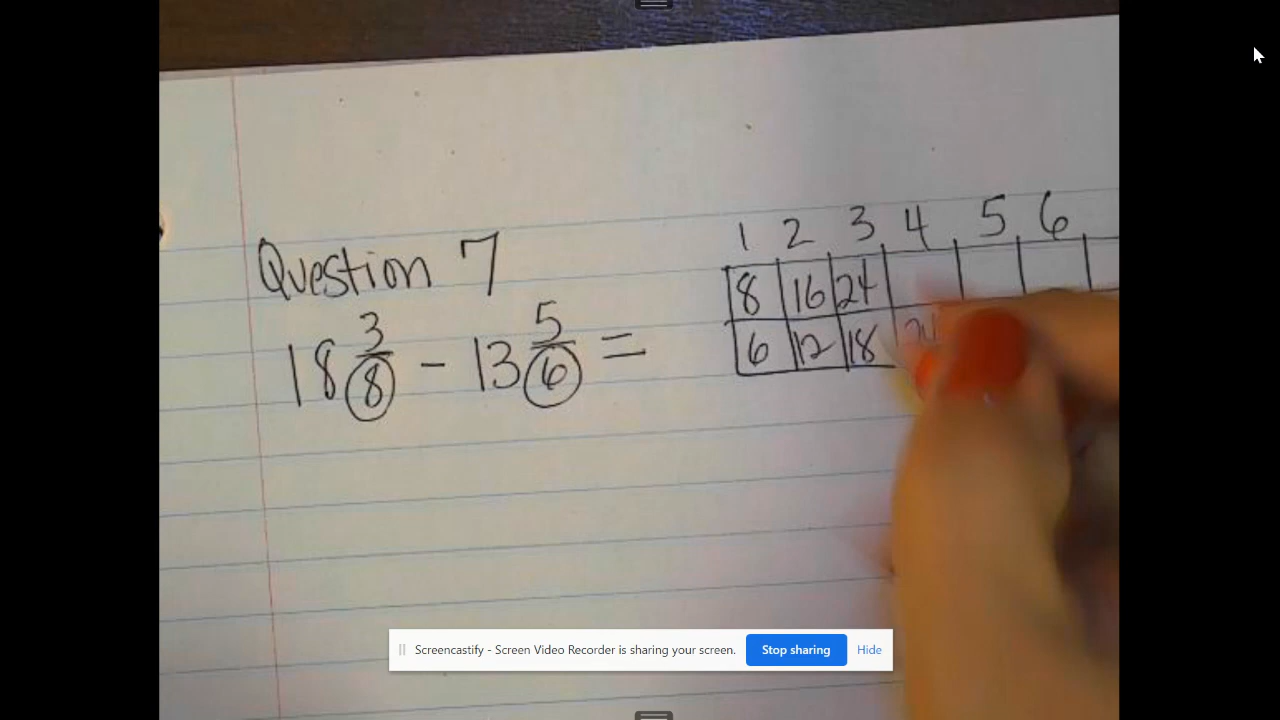 1 2 3 4 5 6
Question 7
8 16 24
6 12 18 24
18 3/8 - 13 5/6 =
Screencastify - Screen Video Recorder is sharing your screen. Stop sharing Hide